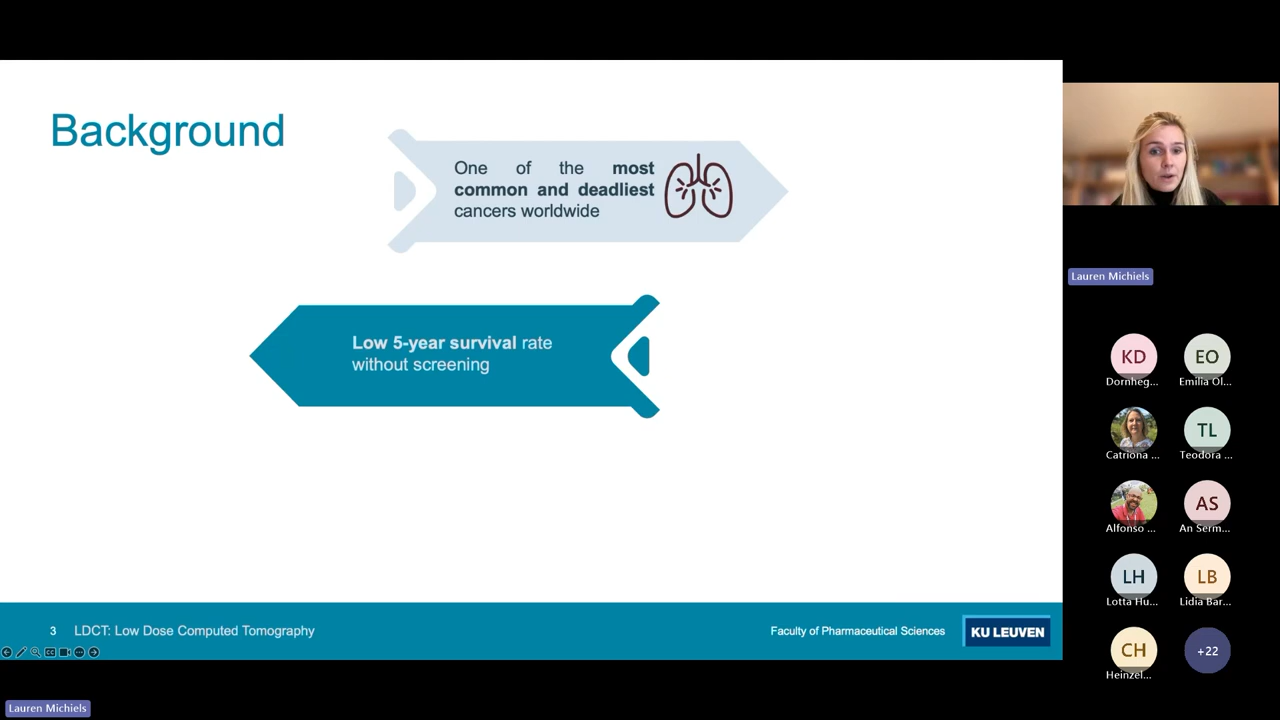 Background
One of the most
common and deadliest
cancers worldwide
Low 5-year survival rate
without screening
3 LDCT: Low Dose Computed Tomography
Faculty of Pharmaceutical Sciences
KU LEUVEN
Lauren Michiels
KD
Dornheg...
EO
Emilia Ol...
Catriona ...
TL
Teodora ...
Alfonso ...
AS
An Serm...
LH
Lotta Hu...
LB
Lidia Bar...
CH
Heinzel...
+22
Lauren Michiels